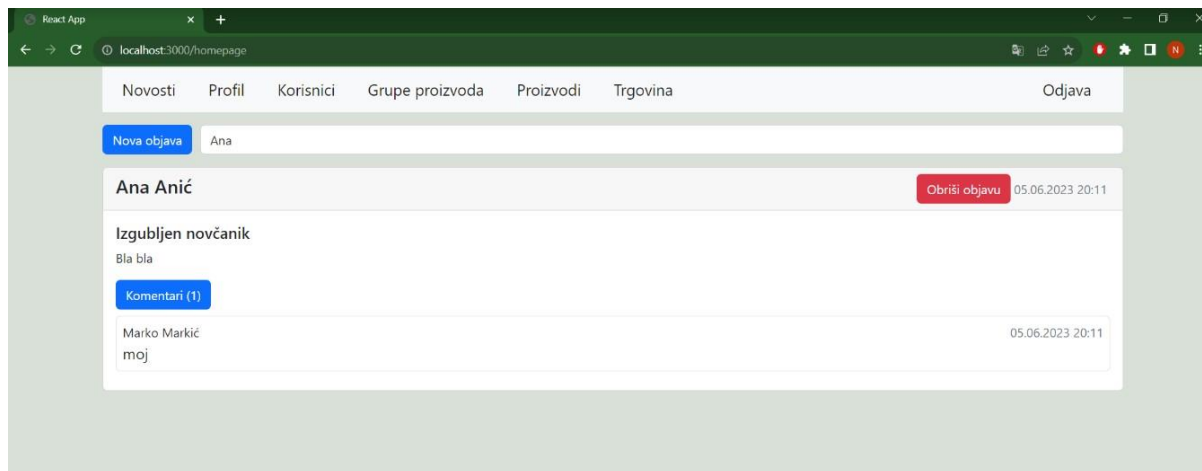 React App
localhost:3000/homepage
N
Novosti Profil Korisnici Grupe proizvoda Proizvodi Trgovina Odjava
Nova objava Ana
Ana Anić Obriši objavu 05.06.2023 20:11
Izgubljen novčanik
Bla bla
Komentari (1)
Marko Markić 05.06.2023 20:11
moj